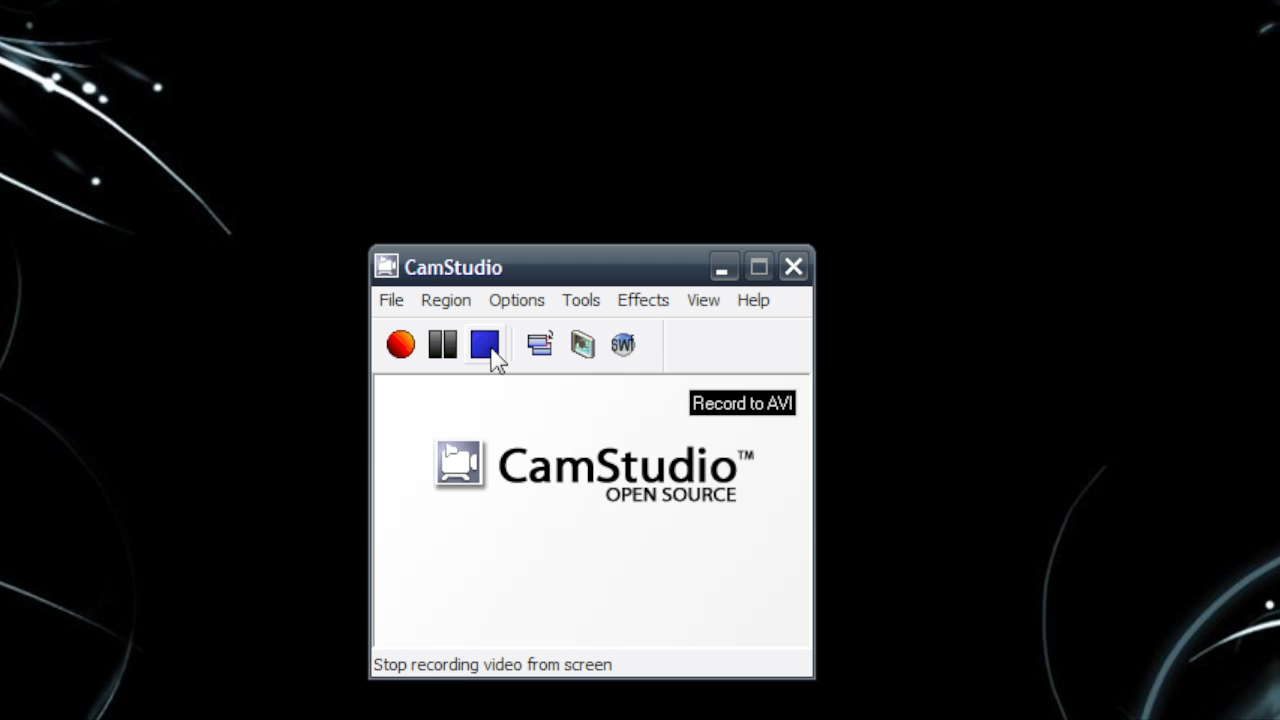 CamStudio
File Region Options Tools Effects View Help
SWf
Record to AVI
CamStudio™
OPEN SOURCE
Stop recording video from screen